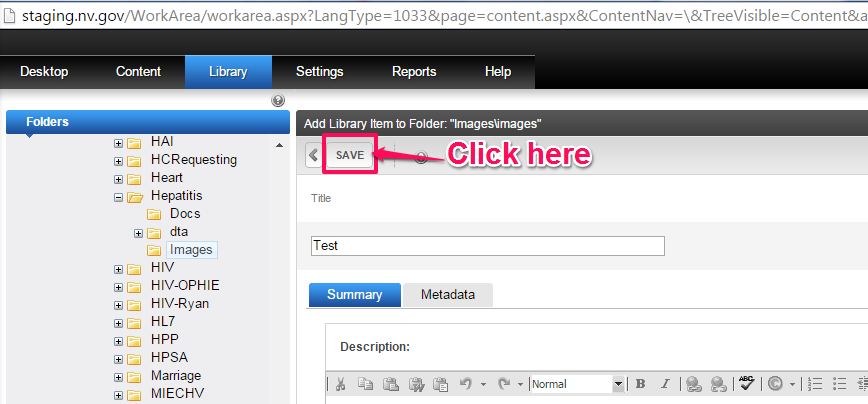 staging.nv.gov/WorkArea/workarea.aspx?LangType=1033&page=content.aspx&ContentNav=\&TreeVisible=Content&a
Desktop Content Library Settings Reports Help
Folders
Add Library Item to Folder: "Images\images"
SAVE
Click here
Title
Test
Summary Metadata
Description:
Normal
B I
ABC
HAI
HCRequesting
Heart
Hepatitis
Docs
dta
Images
HIV
HIV-OPHIE
HIV-Ryan
HL7
HPP
HPSA
Marriage
MIECHV